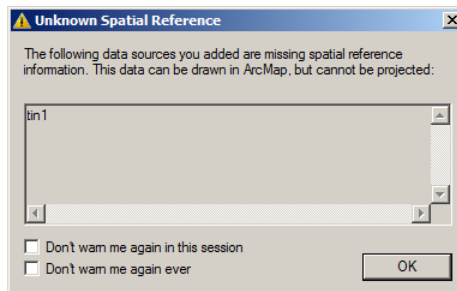 Unknown Spatial Reference
The following data sources you added are missing spatial reference
information. This data can be drawn in ArcMap, but cannot be projected:
tin1
Don't warn me again in this session
Don't warn me again ever
OK